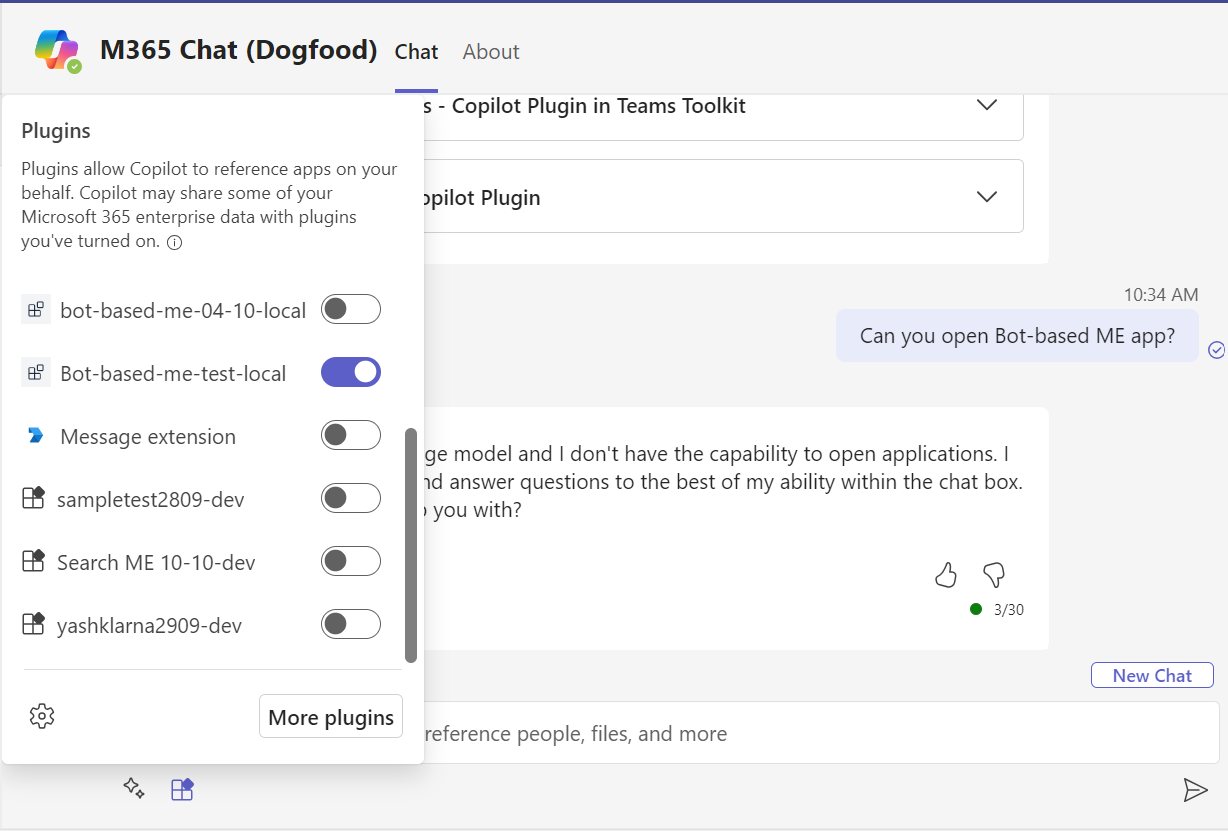 M365 Chat (Dogfood)
Chat
About
Plugins
Plugins allow Copilot to reference apps on your
behalf. Copilot may share some of your
Microsoft 365 enterprise data with plugins
you've turned on.
bot-based-me-04-10-local
Bot-based-me-test-local
Message extension
sampletest2809-dev
Search ME 10-10-dev
yashklarna2909-dev
More plugins
- Copilot Plugin in Teams Toolkit
Plugin
10:34 AM
Can you open Bot-based ME app?
model and I don't have the capability to open applications. I
answer questions to the best of my ability within the chat box.
you with?
3/30
New Chat
reference people, files, and more